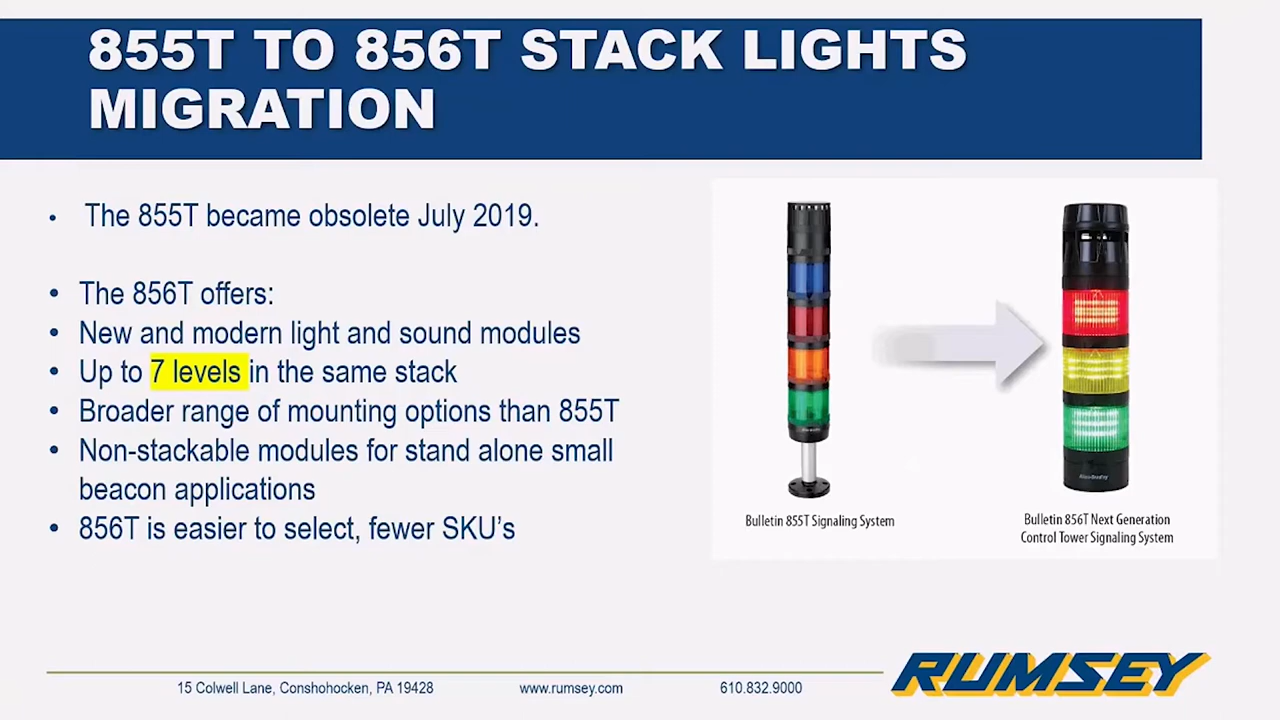 855T TO 856T STACK LIGHTS
MIGRATION
• The 855T became obsolete July 2019.
• The 856T offers:
• New and modern light and sound modules
• Up to 7 levels in the same stack
• Broader range of mounting options than 855T
• Non-stackable modules for stand alone small
beacon applications
• 856T is easier to select, fewer SKU's
Bulletin 855T Signaling System
Bulletin 856T Next Generation
Control Tower Signaling System
15 Colwell Lane, Conshohocken, PA 19428 www.rumsey.com 610.832.9000
RUMSEY